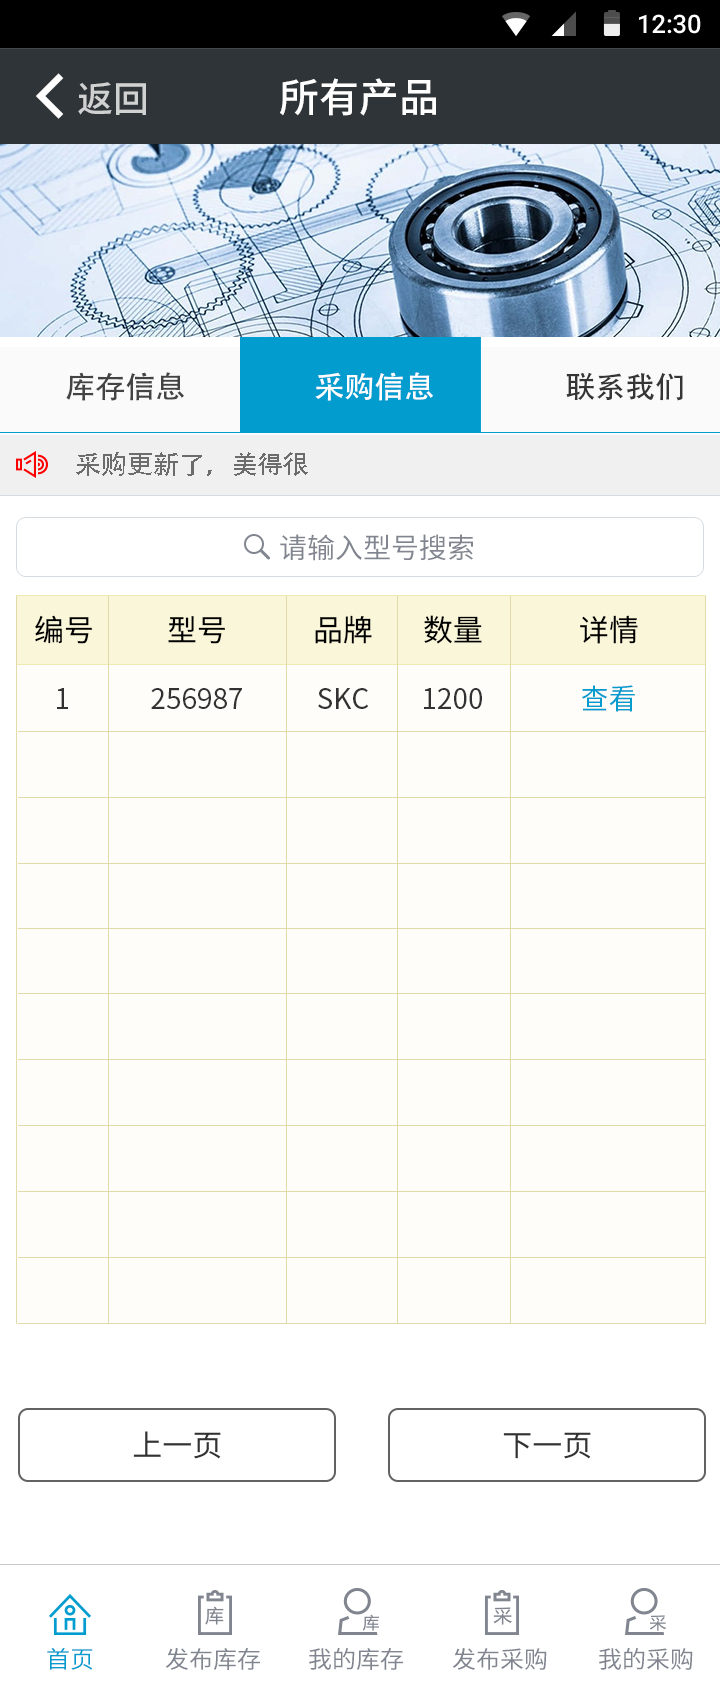 12:30
返回 所有产品
库存信息 采购信息 联系我们
采购更新了，美得很
请输入型号搜索
编号 型号 品牌 数量 详情
1 256987 SKC 1200 查看
上一页 下一页
库 库 采 采
首页 发布库存 我的库存 发布采购 我的采购